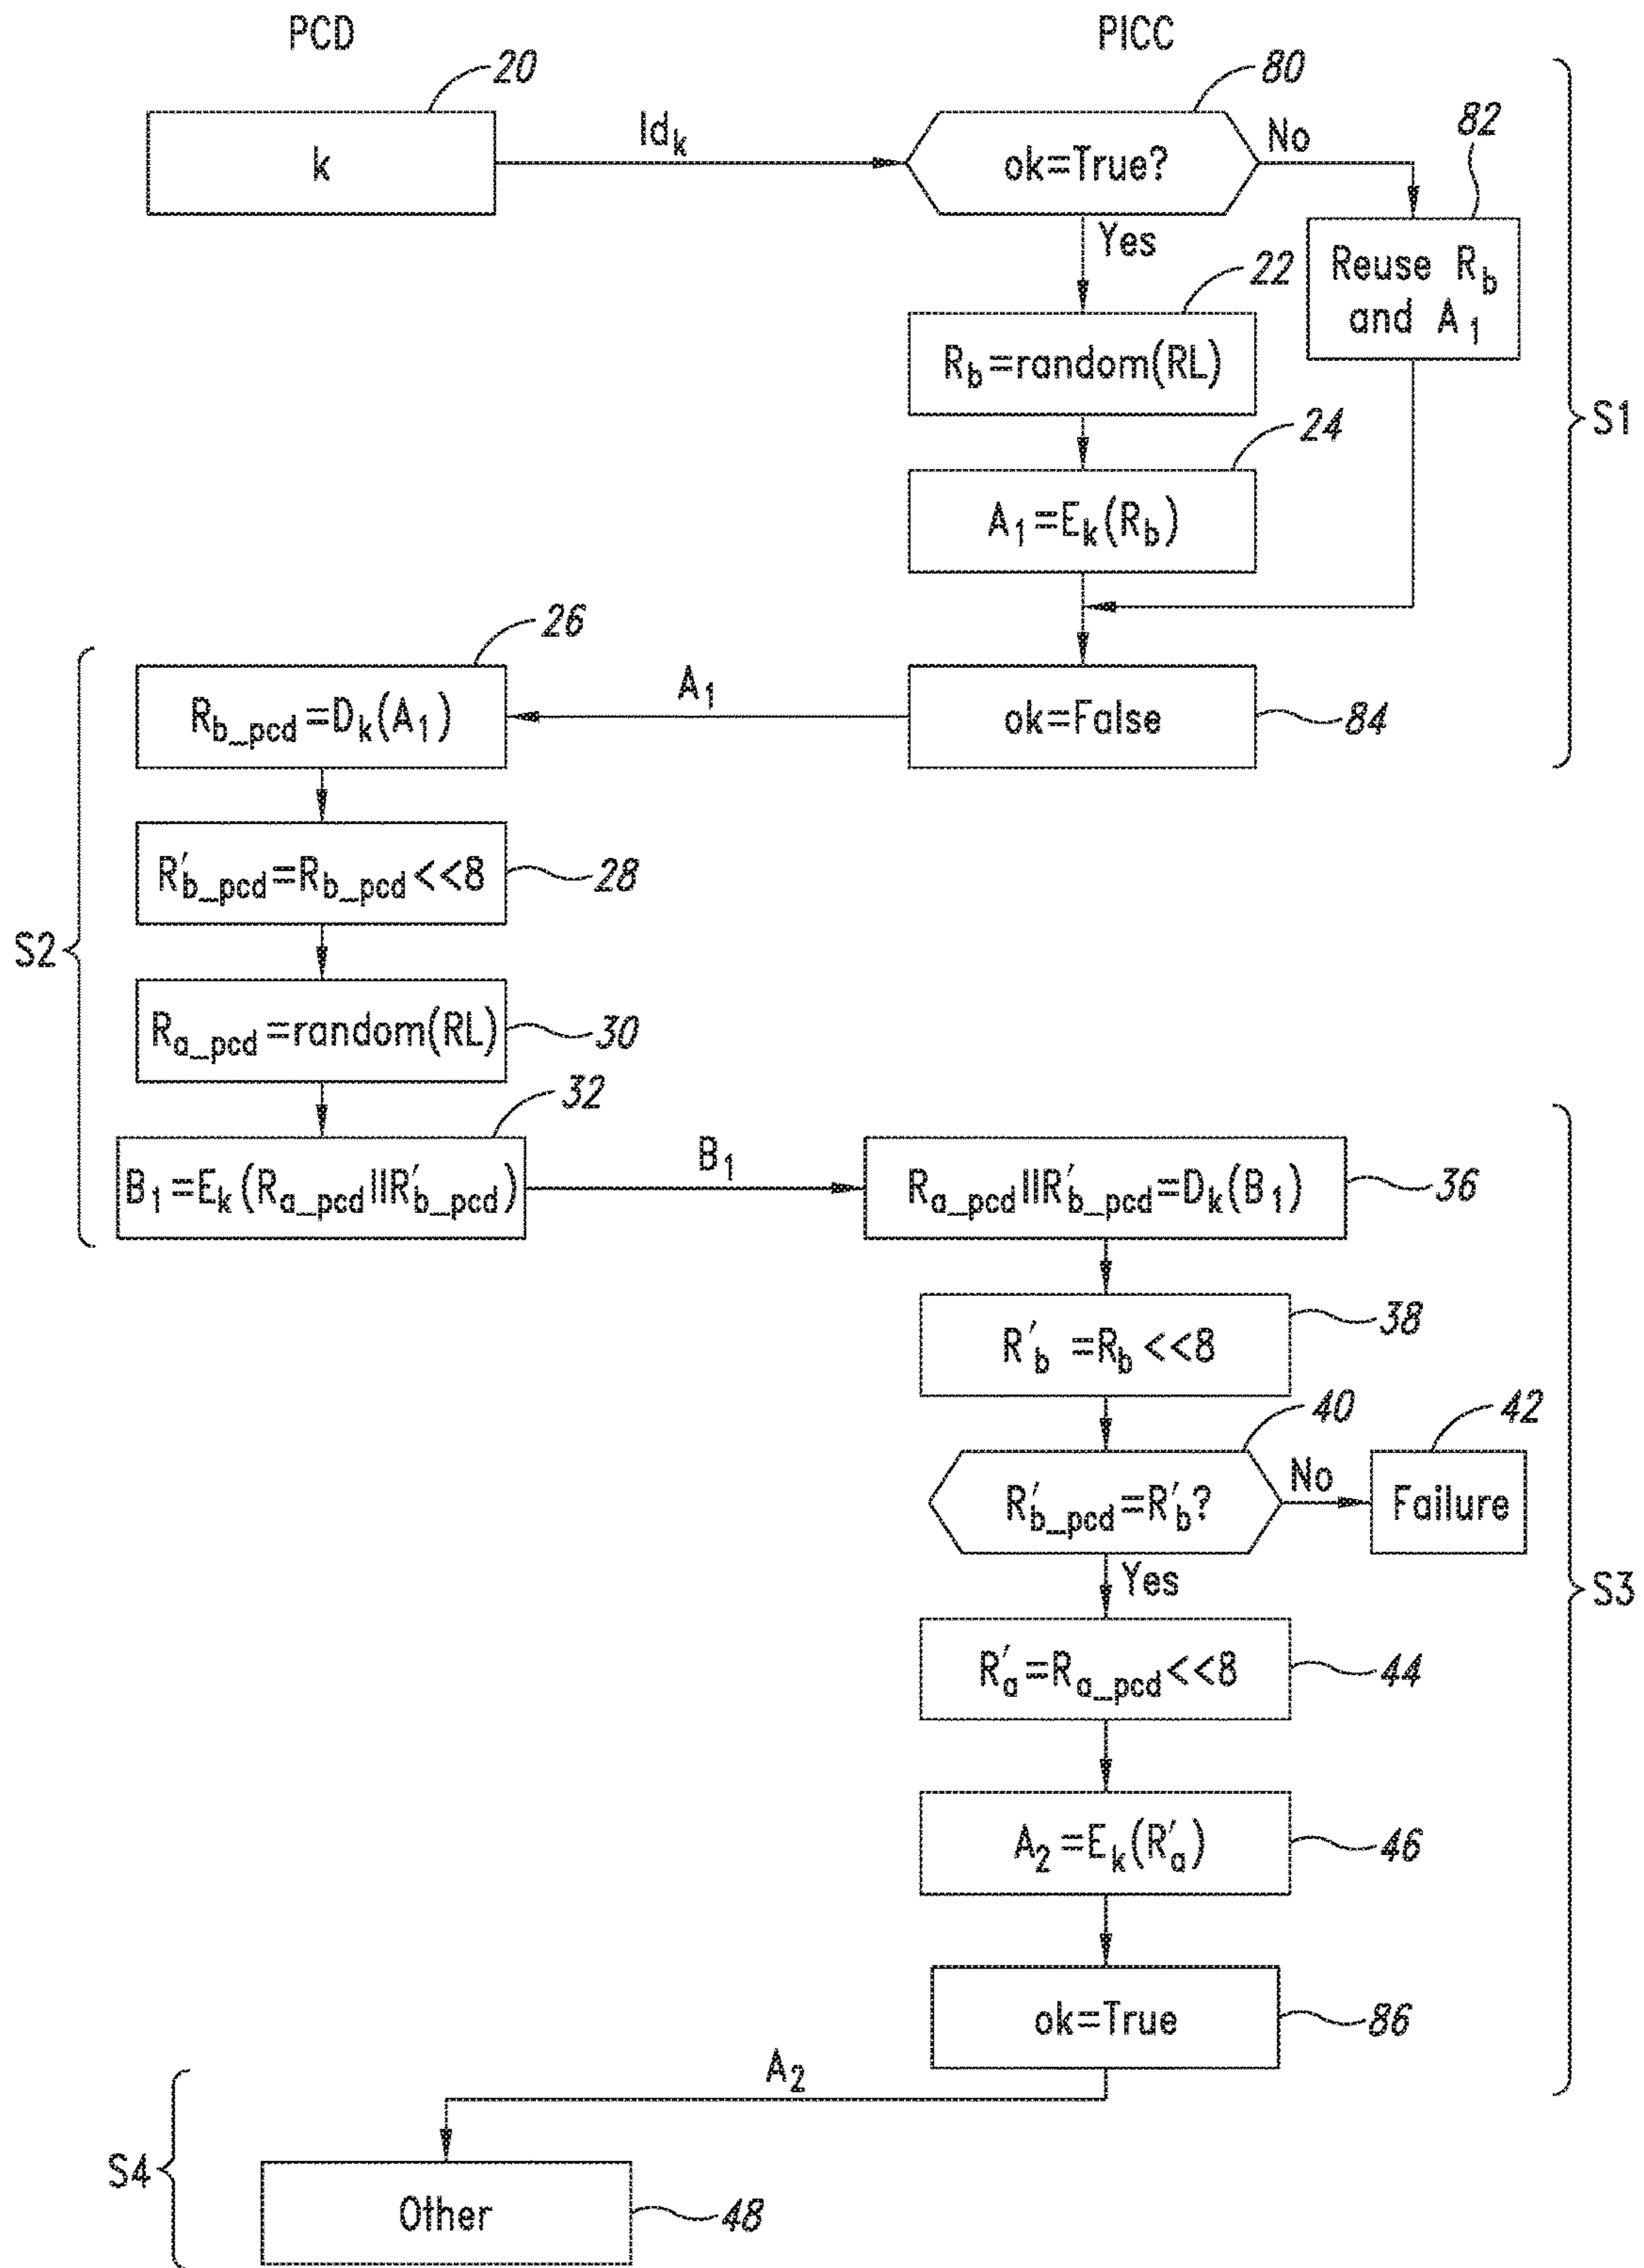 PCD PICC
20 80
k Id_k ok=True? No 82
Yes
Reuse R_b
and A_1
22
R_b=random(RL)
24
S1
A_1=E_k(R_b)
26
R_b_pcd=D_k(A_1) A_1 ok=False 84
R'_b_pcd=R_b_pcd<<8 28
S2
R_a_pcd=random(RL) 30
32
B_1=E_k(R_a_pcd||R'_b_pcd) B_1 R_a_pcd||R'_b_pcd=D_k(B_1) 36
R'_b =R_b<<8 38
40 42
R'_b_pcd=R'_b? No Failure
Yes
S3
R'_a=R_a_pcd<<8 44
A_2=E_k(R'_a) 46
ok=True 86
A_2
S4
Other 48